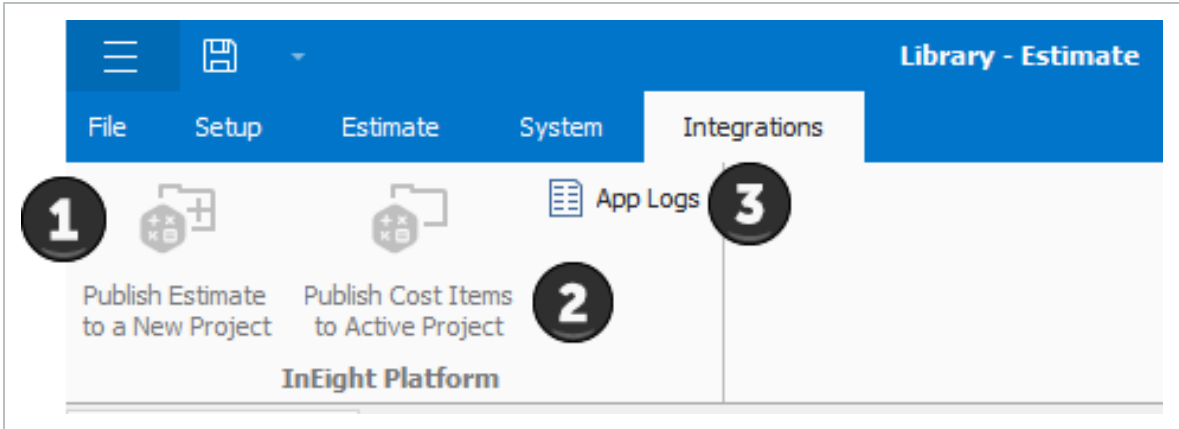 Library - Estimate
File Setup Estimate System Integrations
1
App Logs 3
Publish Estimate
to a New Project
Publish Cost Items
to Active Project
2
InEight Platform